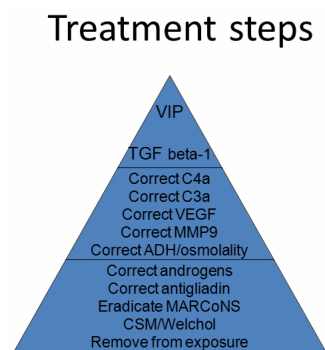 Treatment steps
VIP
TGF beta-1
Correct C4a
Correct C3a
Correct VEGF
Correct MMP9
Correct ADH/osmolality
Correct androgens
Correct antigliadin
Eradicate MARCoNS
CSM/Welchol
Remove from exposure